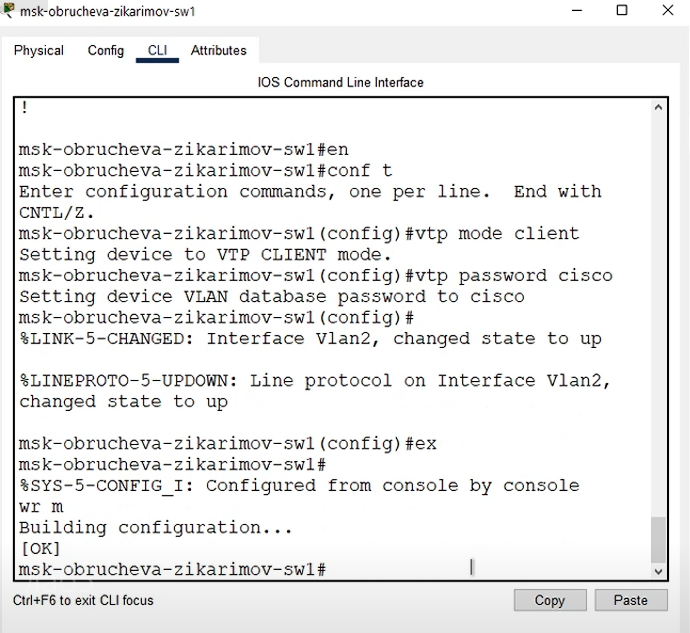 msk-obrucheva-zikarimov-sw1
Physical Config CLI Attributes
IOS Command Line Interface
!
msk-obrucheva-zikarimov-sw1#en
msk-obrucheva-zikarimov-sw1#conf t
Enter configuration commands, one per line.  End with
CNTL/Z.
msk-obrucheva-zikarimov-sw1(config)#vtp mode client
Setting device to VTP CLIENT mode.
msk-obrucheva-zikarimov-sw1(config)#vtp password cisco
Setting device VLAN database password to cisco
msk-obrucheva-zikarimov-sw1(config)#
%LINK-5-CHANGED: Interface Vlan2, changed state to up
%LINEPROTO-5-UPDOWN: Line protocol on Interface Vlan2,
changed state to up
msk-obrucheva-zikarimov-sw1(config)#ex
msk-obrucheva-zikarimov-sw1#
%SYS-5-CONFIG_I: Configured from console by console
wr m
Building configuration...
[OK]
msk-obrucheva-zikarimov-sw1#
Ctrl+F6 to exit CLI focus Copy Paste